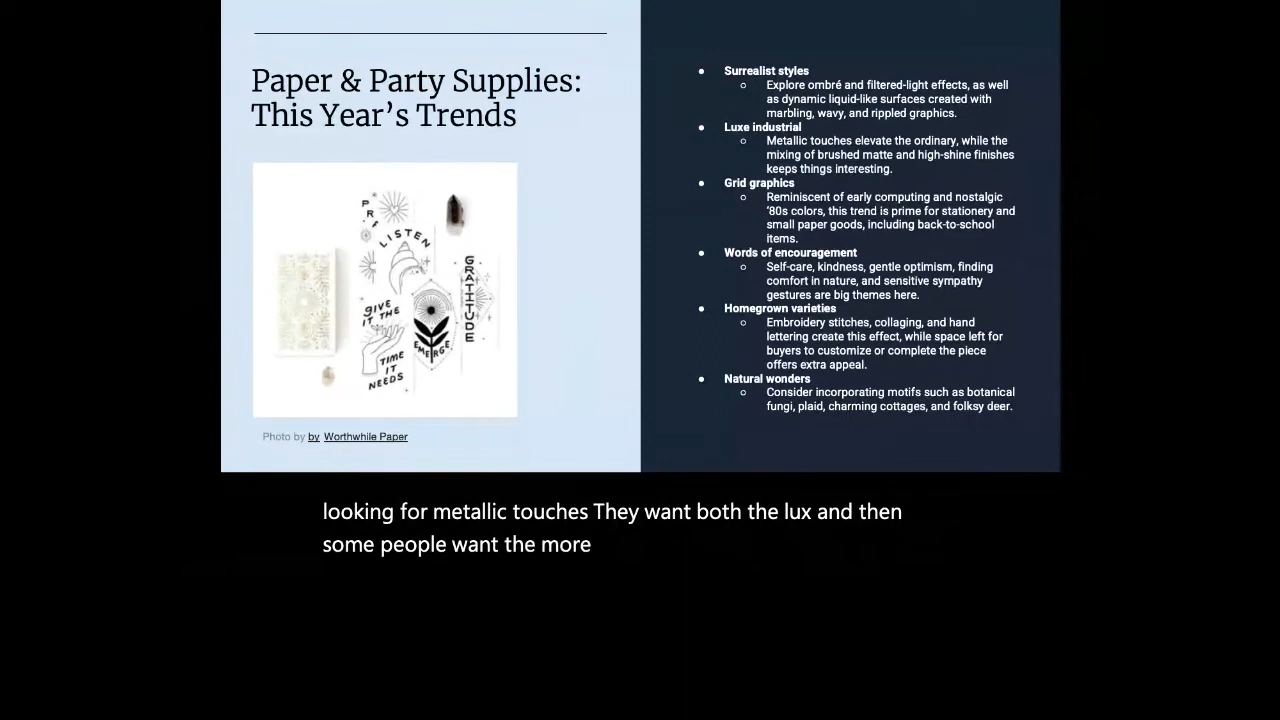 Paper & Party Supplies:
This Year's Trends
PRE
LISTEN
GRATITUDE
GIVE
IT THE
EMERGE
TIME
IT
NEEDS
Photo by by Worthwhile Paper
● Surrealist styles
○ Explore ombré and filtered-light effects, as well
as dynamic liquid-like surfaces created with
marbling, wavy, and rippled graphics.
● Luxe industrial
○ Metallic touches elevate the ordinary, while the
mixing of brushed matte and high-shine finishes
keeps things interesting.
● Grid graphics
○ Reminiscent of early computing and nostalgic
'80s colors, this trend is prime for stationery and
small paper goods, including back-to-school
items.
● Words of encouragement
○ Self-care, kindness, gentle optimism, finding
comfort in nature, and sensitive sympathy
gestures are big themes here.
● Homegrown varieties
○ Embroidery stitches, collaging, and hand
lettering create this effect, while space left for
buyers to customize or complete the piece
offers extra appeal.
● Natural wonders
○ Consider incorporating motifs such as botanical
fungi, plaid, charming cottages, and folksy deer.
looking for metallic touches They want both the lux and then
some people want the more